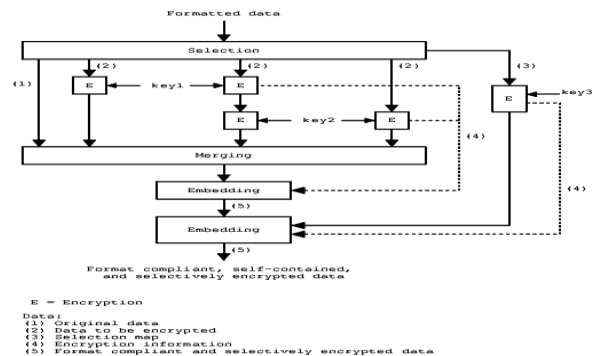 Formatted data
Selection
(1)
(2)
(2)
(2)
(3)
E
key1
E
E
key3
E
key2
E
(4)
Merging
(4)
Embedding
(5)
Embedding
(5)
Format compliant, self-contained,
and selectively encrypted data
E = Encryption
Data:
(1) Original data
(2) Data to be encrypted
(3) Selection map
(4) Encryption information
(5) Format compliant and selectively encrypted data